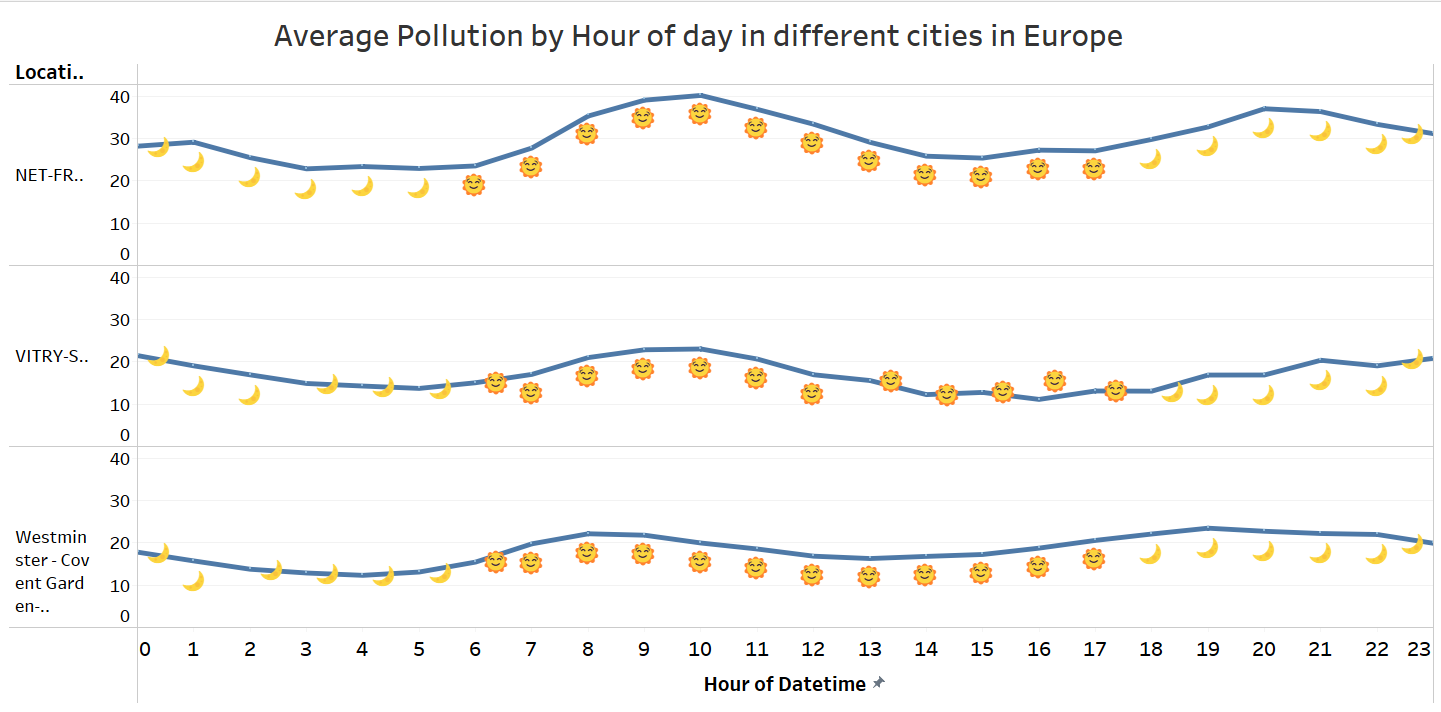 Average Pollution by Hour of day in different cities in Europe
Locati..
40
30
NET-FR..
20
10
0
40
30
VITRY-S..
20
10
0
40
30
20
Westmin
ster - Cov
ent Gard
en-..
10
0
0 1 2 3 4 5 6 7 8 9 10 11 12 13 14 15 16 17 18 19 20 21 22 23
Hour of Datetime